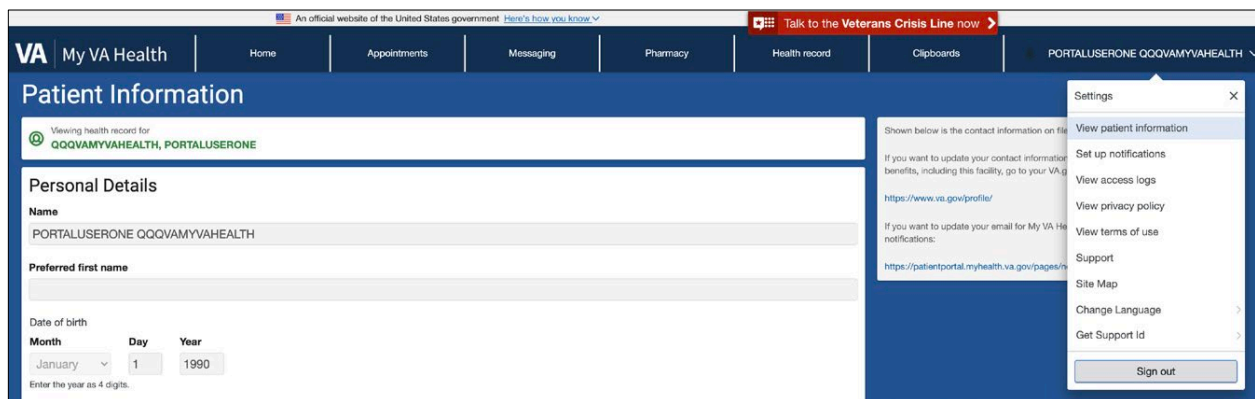 An official website of the United States government Here's how you know
Talk to the Veterans Crisis Line now
VA My VA Health
Home
Appointments
Messaging
Pharmacy
Health record
Clipboards
PORTALUSERONE QQQVAMYVAHEALTH
Patient Information
Viewing health record for
QQQVAMYVAHEALTH, PORTALUSERONE
Personal Details
Name
PORTALUSERONE QQQVAMYVAHEALTH
Preferred first name
Date of birth
Month Day Year
January 1 1990
Enter the year as 4 digits.
Shown below is the contact information on file
If you want to update your contact information
benefits, including this facility, go to your VA.g
https://www.va.gov/profile/
If you want to update your email for My VA He
notifications:
https://patientportal.myhealth.va.gov/pages/n
Settings
View patient information
Set up notifications
View access logs
View privacy policy
View terms of use
Support
Site Map
Change Language
Get Support Id
Sign out